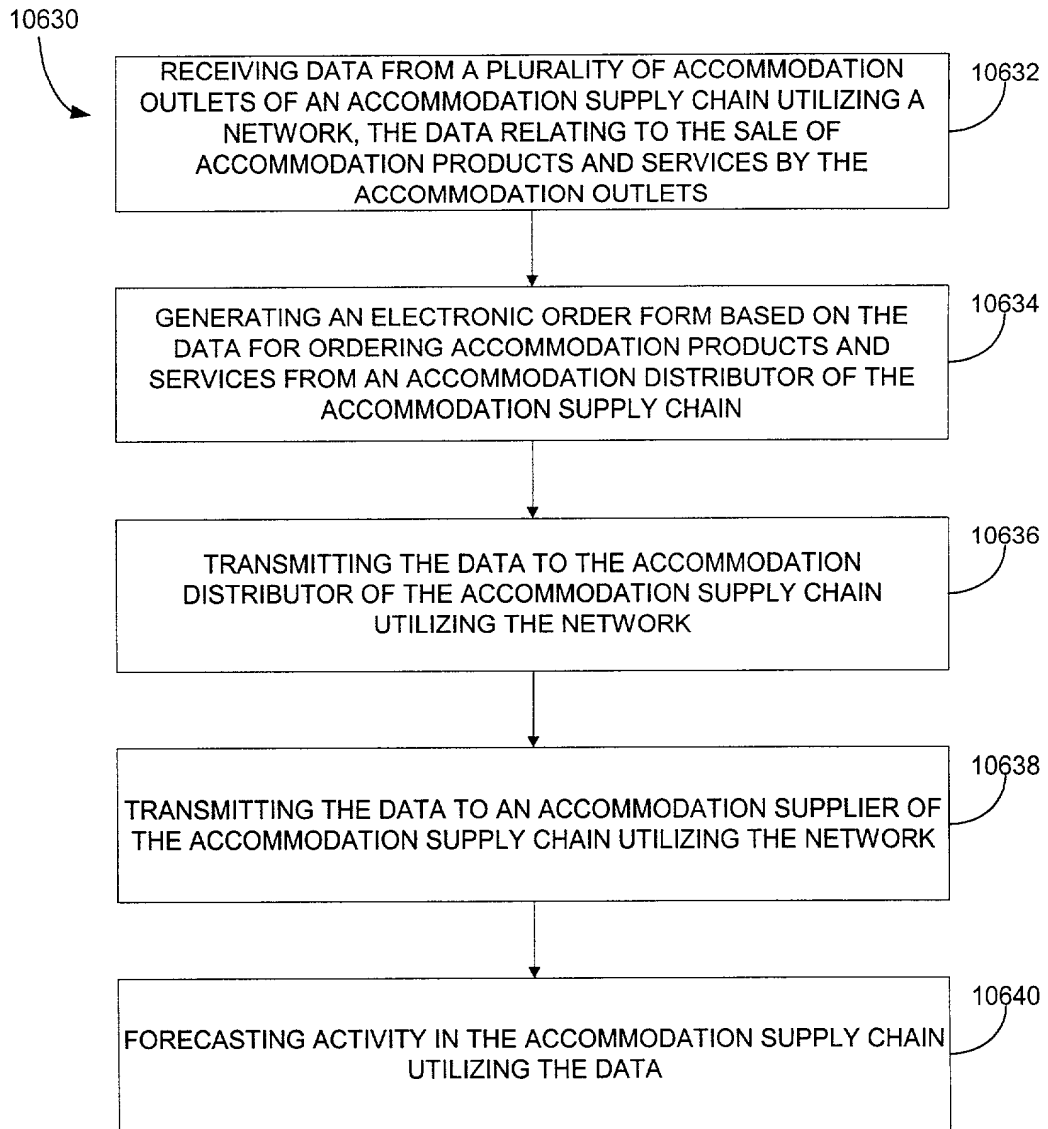 10630
RECEIVING DATA FROM A PLURALITY OF ACCOMMODATION
OUTLETS OF AN ACCOMMODATION SUPPLY CHAIN UTILIZING A
NETWORK, THE DATA RELATING TO THE SALE OF
ACCOMMODATION PRODUCTS AND SERVICES BY THE
ACCOMMODATION OUTLETS
10632
GENERATING AN ELECTRONIC ORDER FORM BASED ON THE
DATA FOR ORDERING ACCOMMODATION PRODUCTS AND
SERVICES FROM AN ACCOMMODATION DISTRIBUTOR OF THE
ACCOMMODATION SUPPLY CHAIN
10634
TRANSMITTING THE DATA TO THE ACCOMMODATION
DISTRIBUTOR OF THE ACCOMMODATION SUPPLY CHAIN
UTILIZING THE NETWORK
10636
TRANSMITTING THE DATA TO AN ACCOMMODATION SUPPLIER OF
THE ACCOMMODATION SUPPLY CHAIN UTILIZING THE NETWORK
10638
FORECASTING ACTIVITY IN THE ACCOMMODATION SUPPLY CHAIN
UTILIZING THE DATA
10640